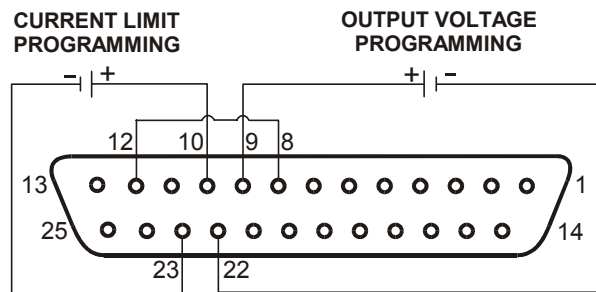 CURRENT LIMIT
PROGRAMMING
OUTPUT VOLTAGE
PROGRAMMING
- +
+ -
12 10 9 8
13 1
25 14
23 22